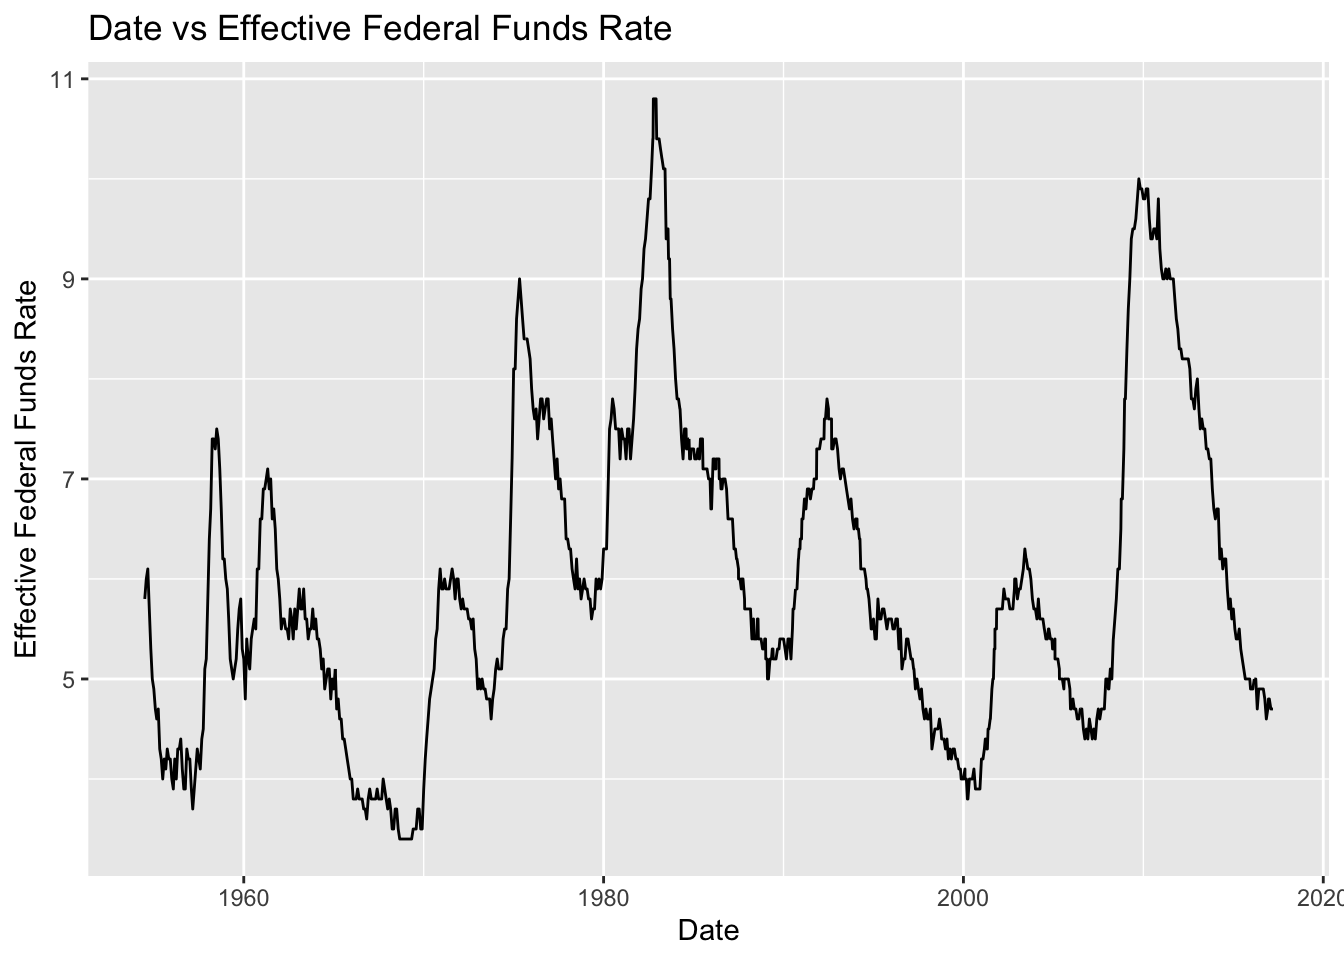 Date vs Effective Federal Funds Rate
Effective Federal Funds Rate
11
9
7
5
1960
1980
2000
2020
Date